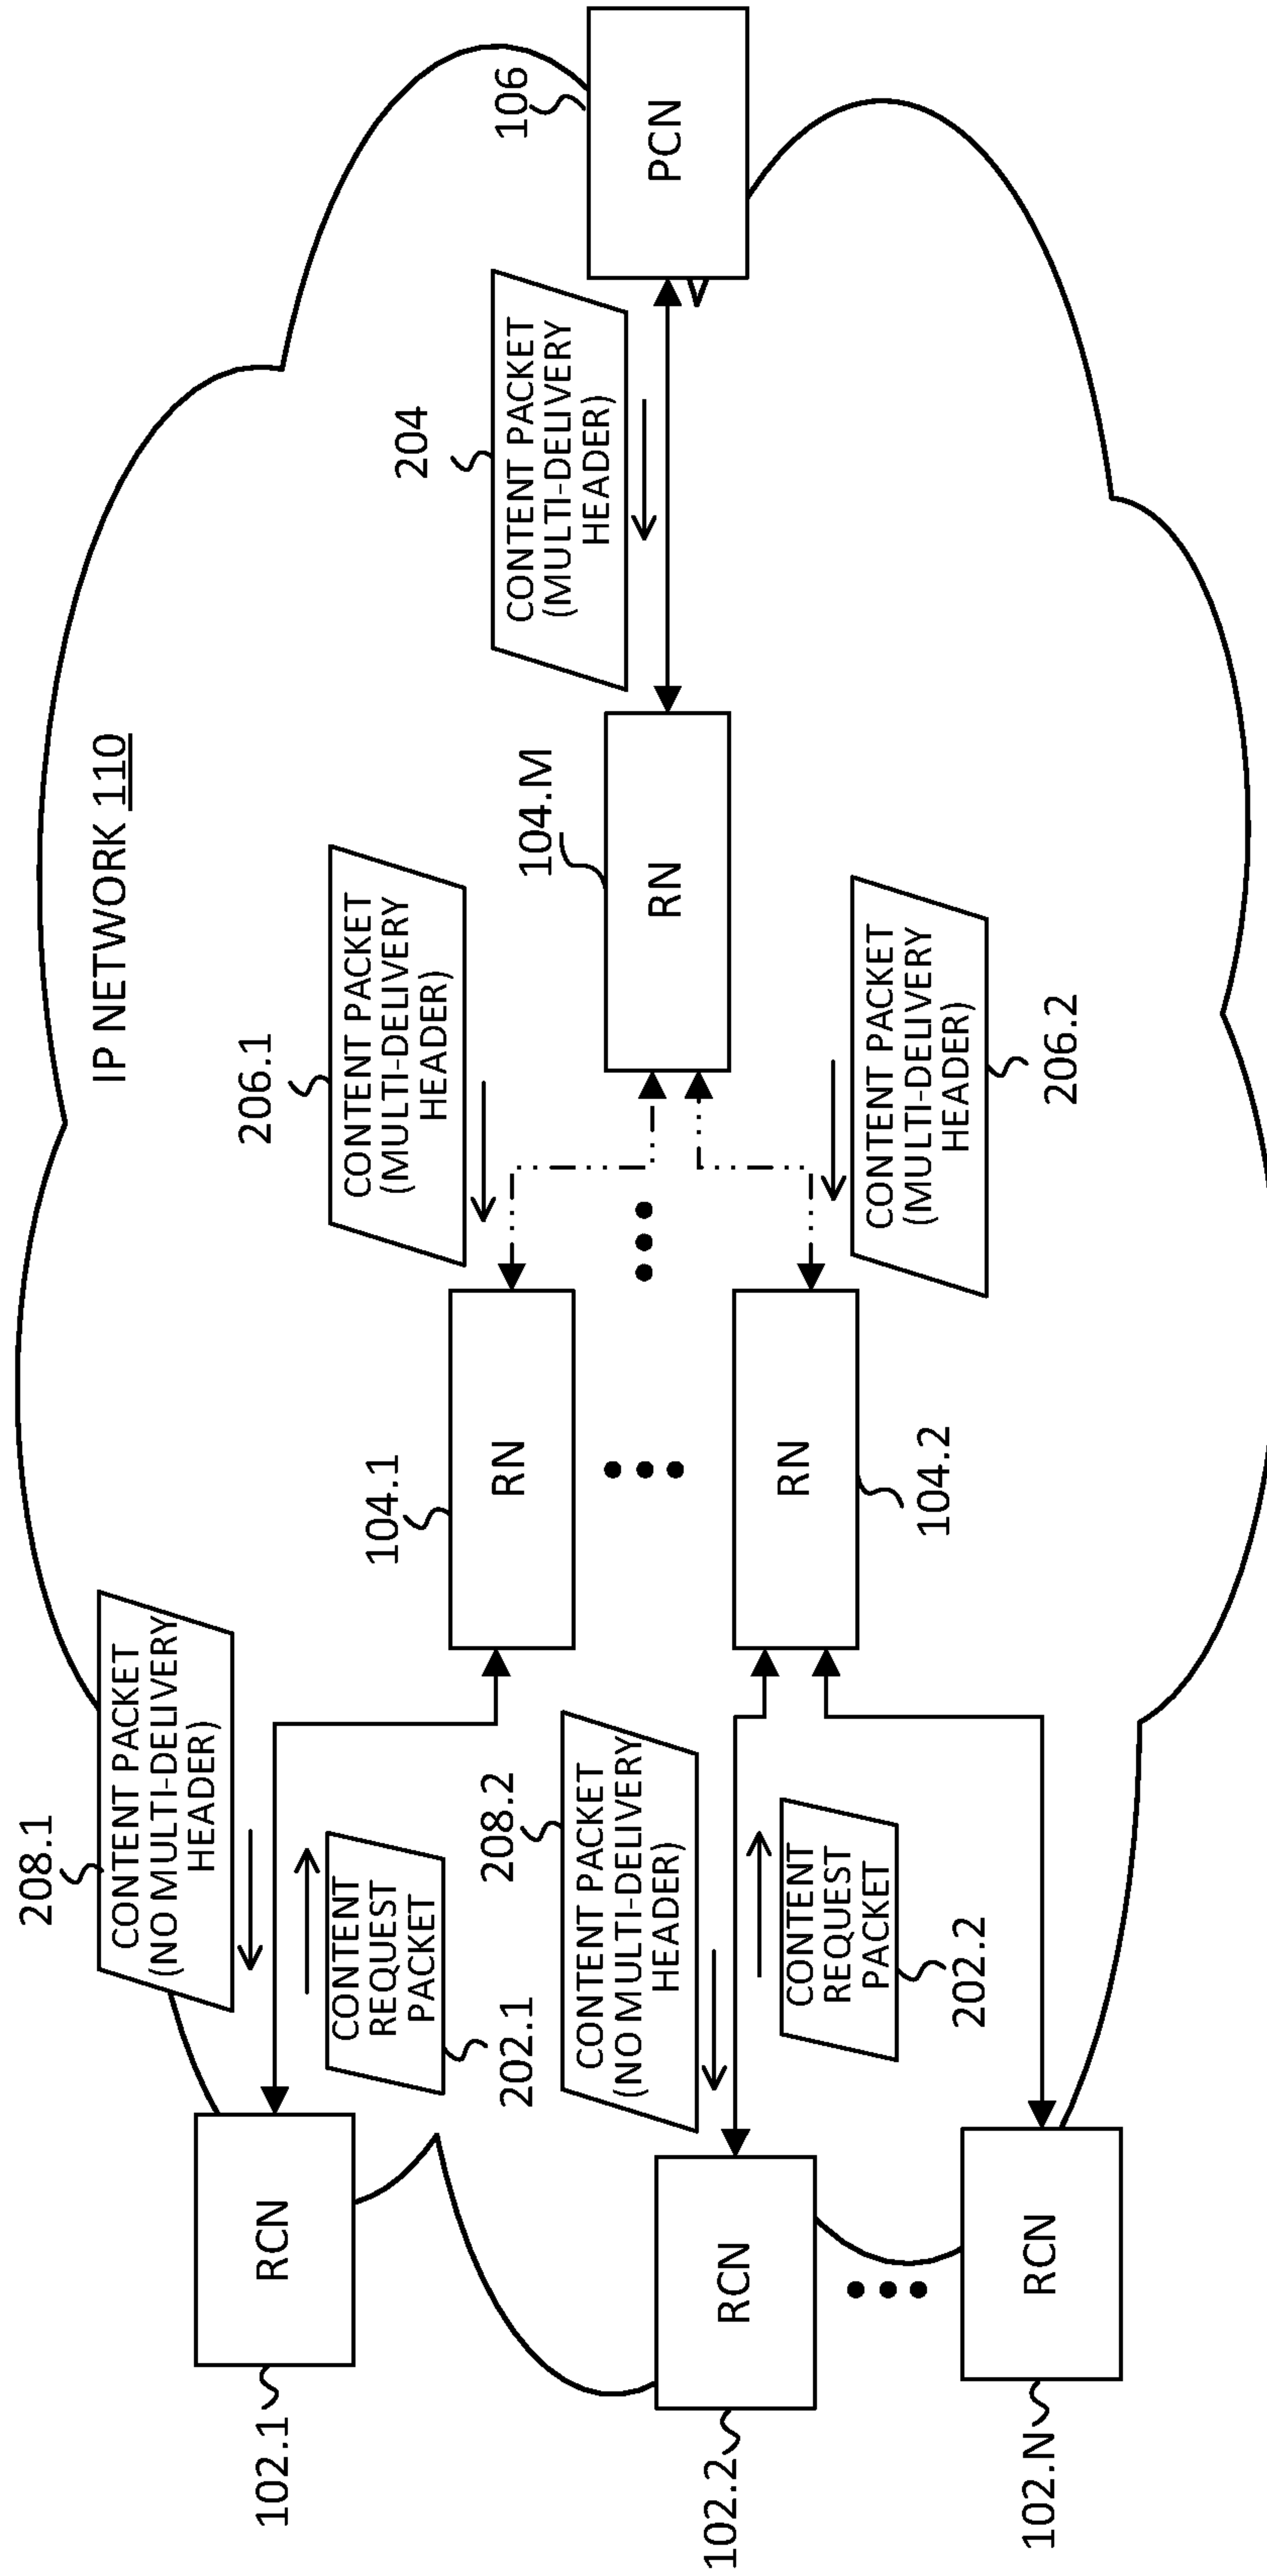 IP NETWORK 110
208.1
CONTENT PACKET
(NO MULTI-DELIVERY
HEADER)
206.1
CONTENT PACKET
(MULTI-DELIVERY
HEADER)
204
CONTENT PACKET
(MULTI-DELIVERY
HEADER)
106
PCN
102.1
RCN
CONTENT
REQUEST
PACKET
202.1
104.1
RN
104.M
RN
208.2
CONTENT PACKET
(NO MULTI-DELIVERY
HEADER)
102.2
RCN
CONTENT
REQUEST
PACKET
202.2
RN
104.2
CONTENT PACKET
(MULTI-DELIVERY
HEADER)
206.2
102.N
RCN